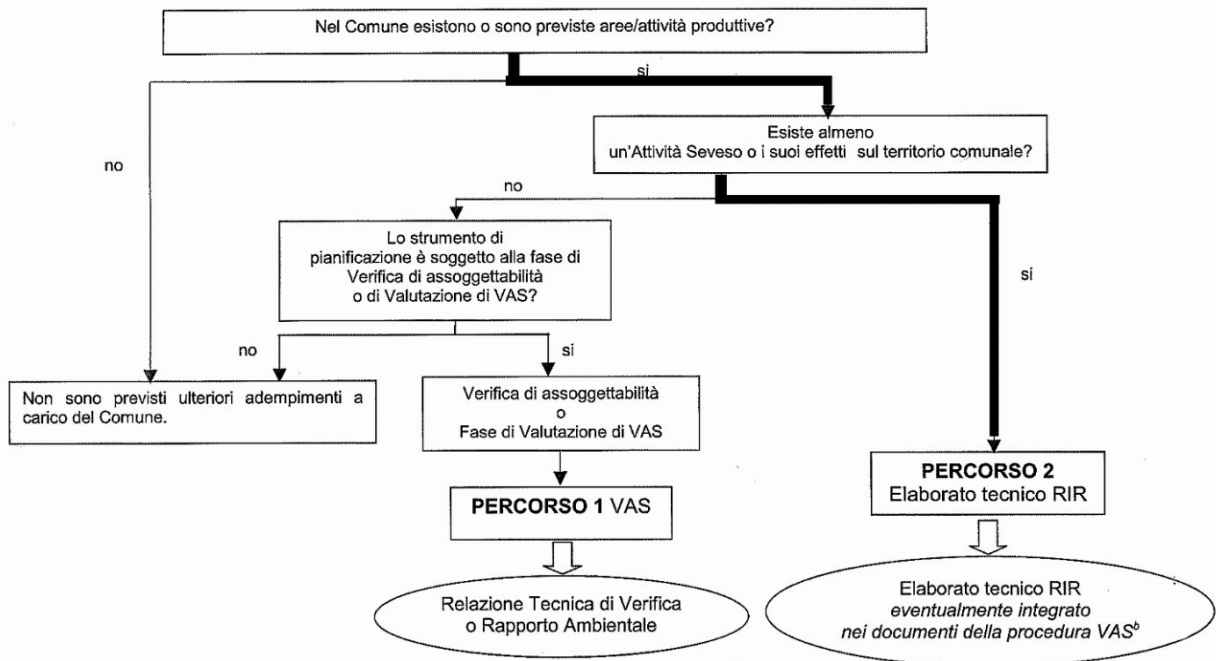 Nel Comune esistono o sono previste aree/attività produttive?
si
Esiste almeno
un'Attività Seveso o i suoi effetti sul territorio comunale?
no
no
Lo strumento di
pianificazione è soggetto alla fase di
Verifica di assoggettabilità
o di Valutazione di VAS?
si
no
si
Non sono previsti ulteriori adempimenti a
carico del Comune.
Verifica di assoggettabilità
o
Fase di Valutazione di VAS
PERCORSO 2
Elaborato tecnico RIR
PERCORSO 1 VAS
Relazione Tecnica di Verifica
o Rapporto Ambientale
Elaborato tecnico RIR
eventualmente integrato
nei documenti della procedura VASᵇ